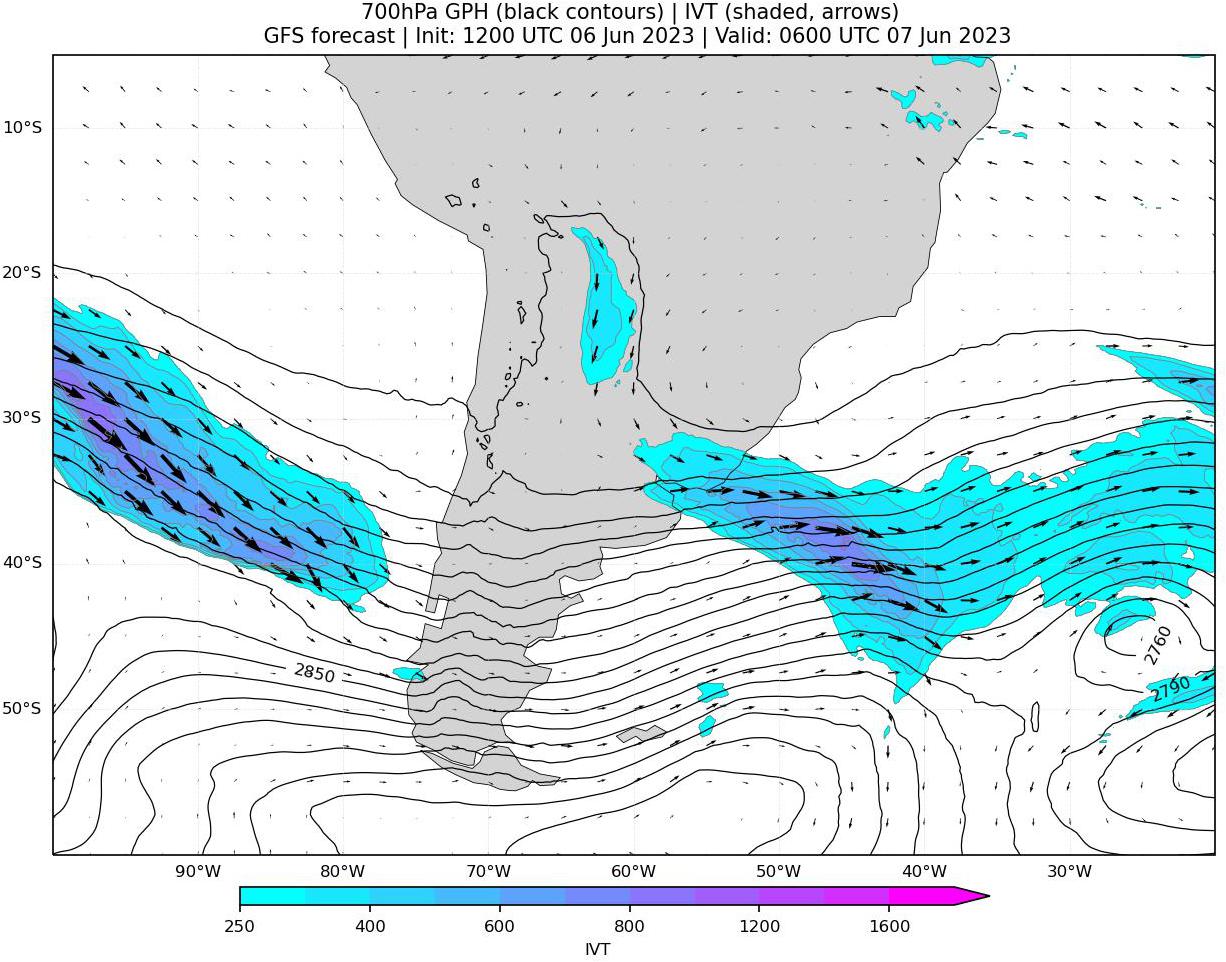 700hPa GPH (black contours) | IVT (shaded, arrows)
GFS forecast | Init: 1200 UTC 06 Jun 2023 | Valid: 0600 UTC 07 Jun 2023
10°S
20°S
30°S
40°S
50°S
2850
2760
2790
90°W
80°W
70°W
60°W
50°W
40°W
30°W
250
400
600
800
1200
1600
IVT